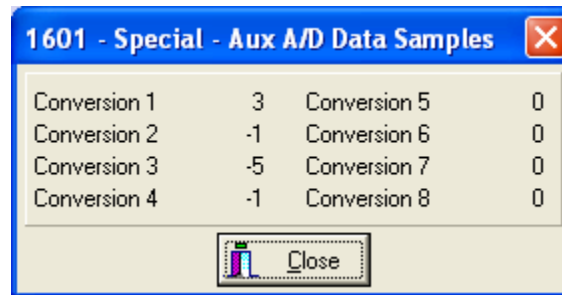 1601 - Special - Aux A/D Data Samples
Conversion 1 3 Conversion 5 0
Conversion 2 -1 Conversion 6 0
Conversion 3 -5 Conversion 7 0
Conversion 4 -1 Conversion 8 0
Close